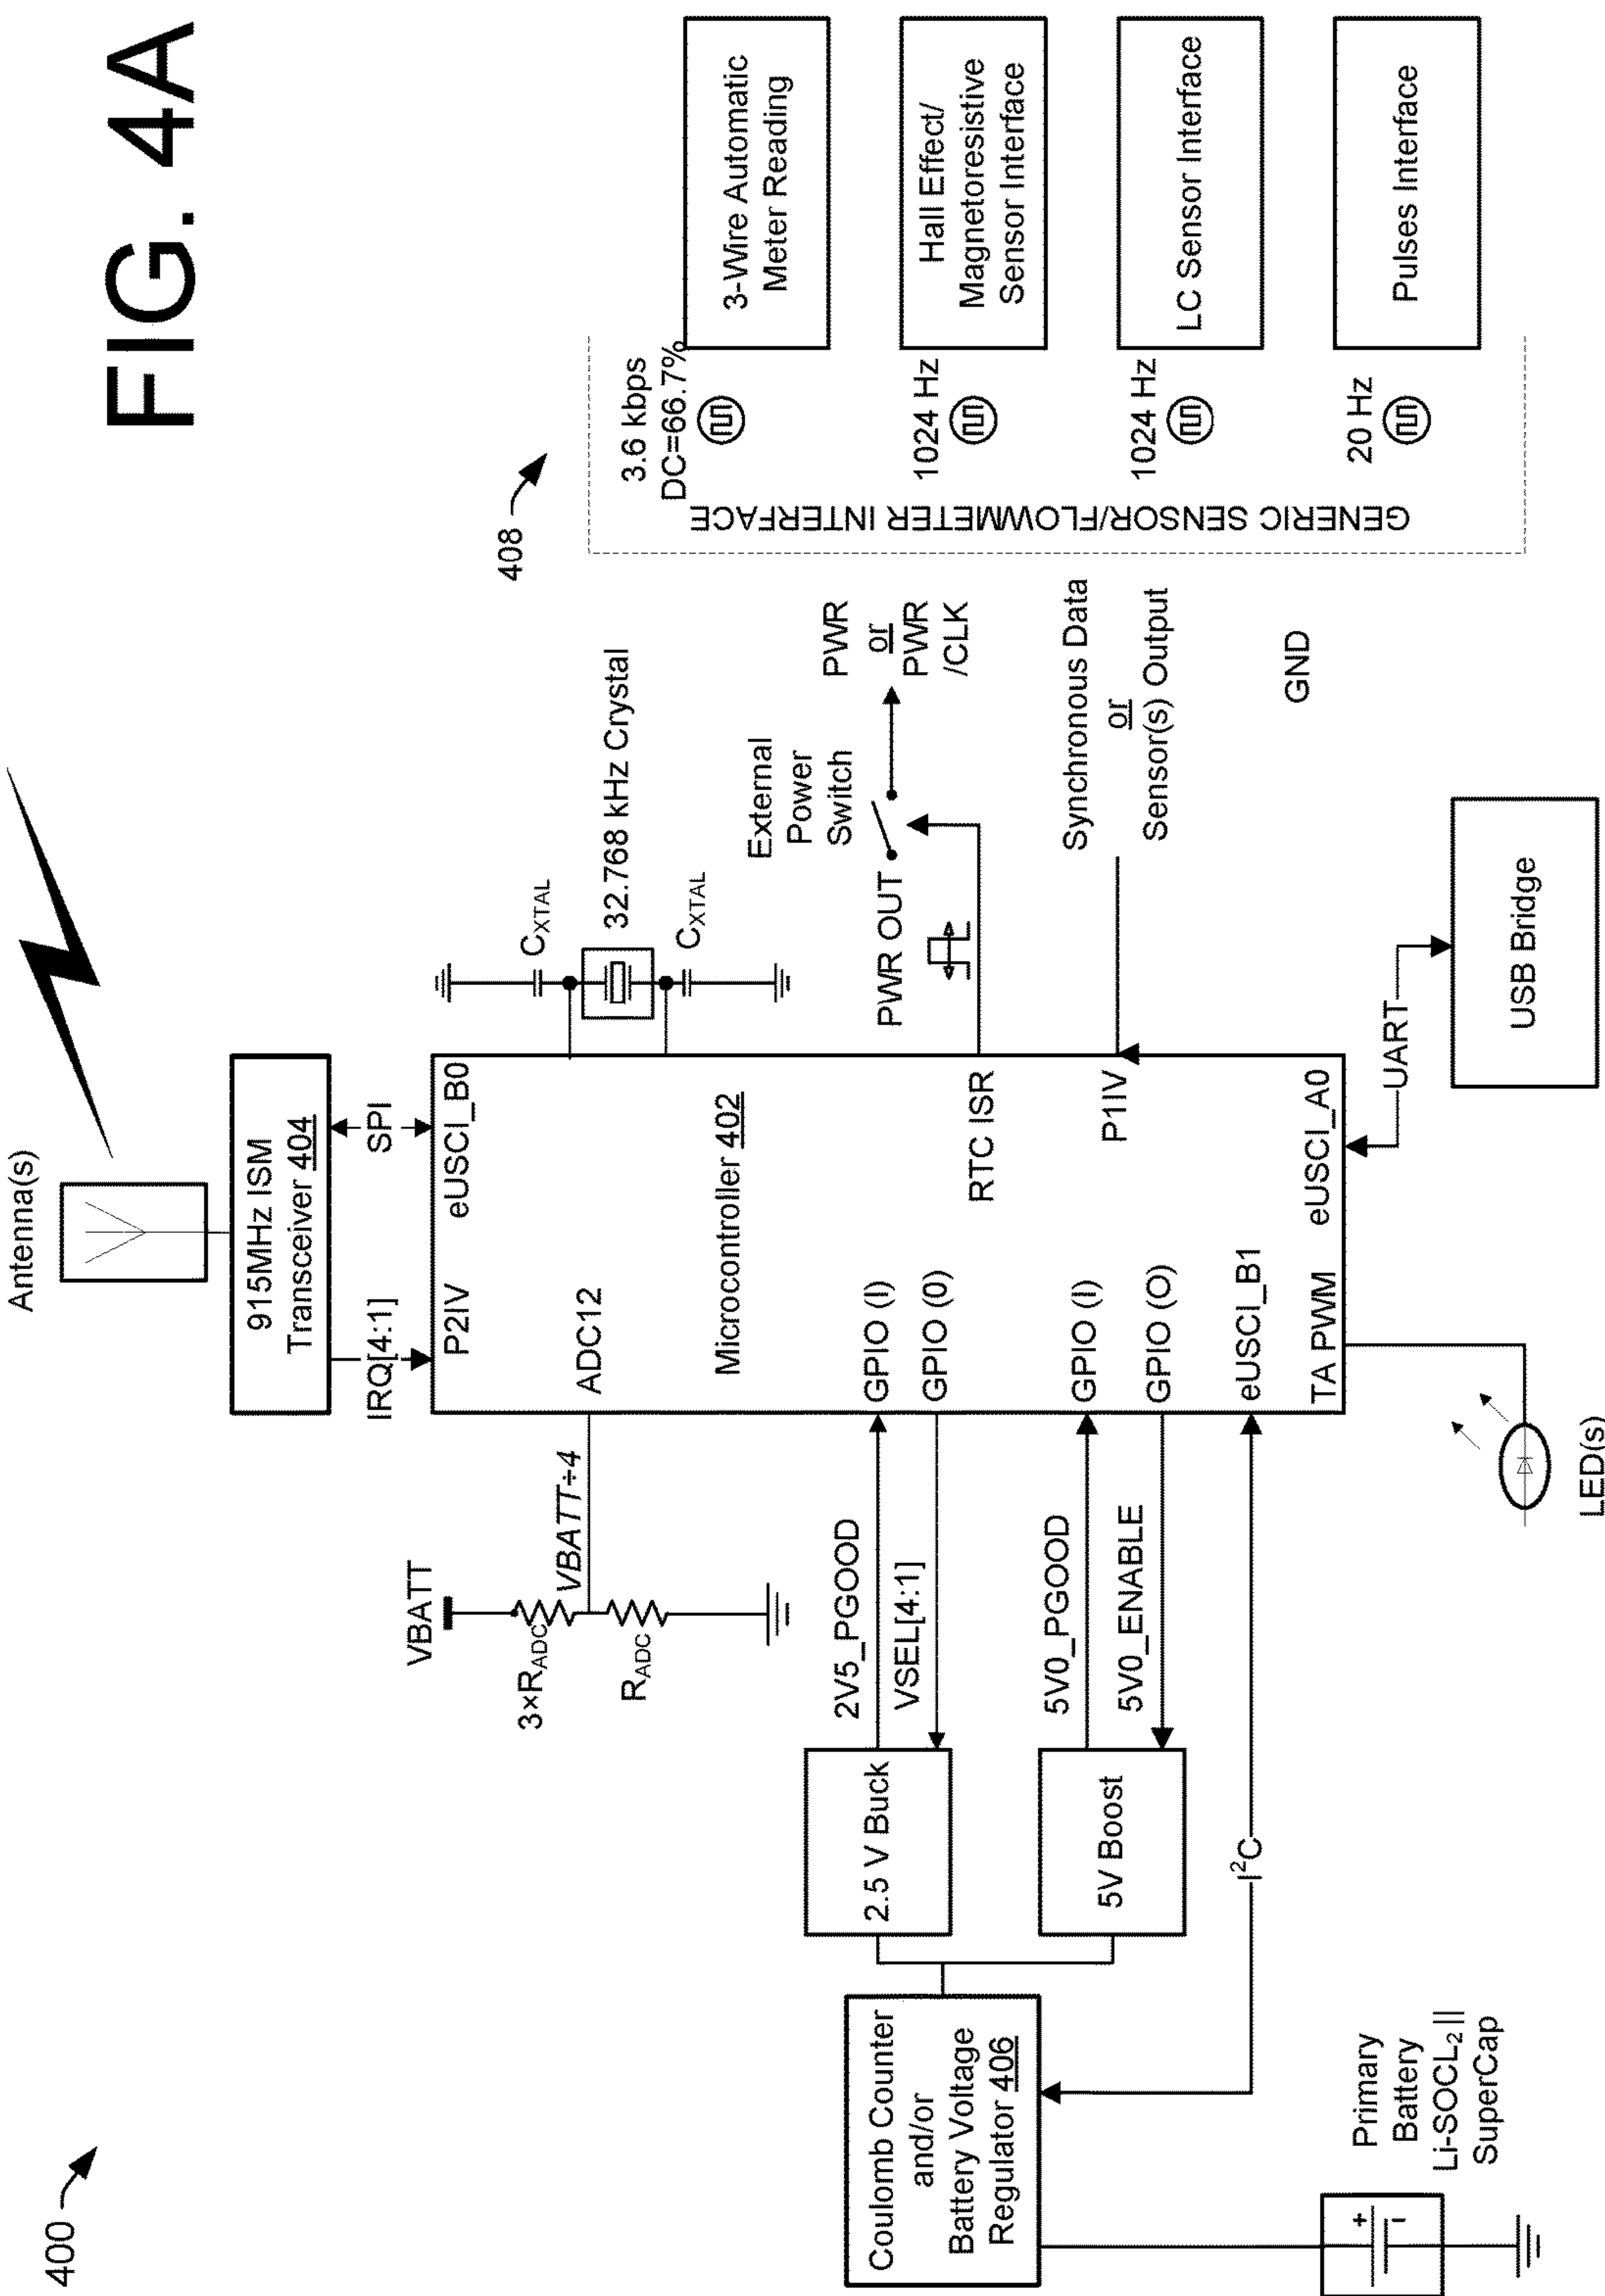 FIG. 4A
400
Antenna(s)
915MHz ISM
Transceiver 404
IRQ[4:1]
SPI
P2IV
eUSCI_B0
ADC12
Microcontroller 402
GPIO (I)
GPIO (0)
RTC ISR
GPIO (I)
P1IV
GPIO (O)
eUSCI_B1
TA PWM
eUSCI_A0
VBATT
3×RADC
VBATT÷4
RADC
2V5_PGOOD
VSEL[4:1]
5V0_PGOOD
5V0_ENABLE
2.5 V Buck
5V Boost
I²C
Coulomb Counter
and/or
Battery Voltage
Regulator 406
Primary
Battery
Li-SOCL₂||
SuperCap
+
LED(s)
UART
USB Bridge
CXTAL
32.768 kHz Crystal
CXTAL
External
Power
Switch
PWR OUT
PWR
or
PWR
/CLK
Synchronous Data
or
Sensor(s) Output
GND
408
GENERIC SENSOR/FLOWMETER INTERFACE
3.6 kbps
DC=66.7%
3-Wire Automatic
Meter Reading
1024 Hz
Hall Effect/
Magnetoresistive
Sensor Interface
1024 Hz
LC Sensor Interface
20 Hz
Pulses Interface